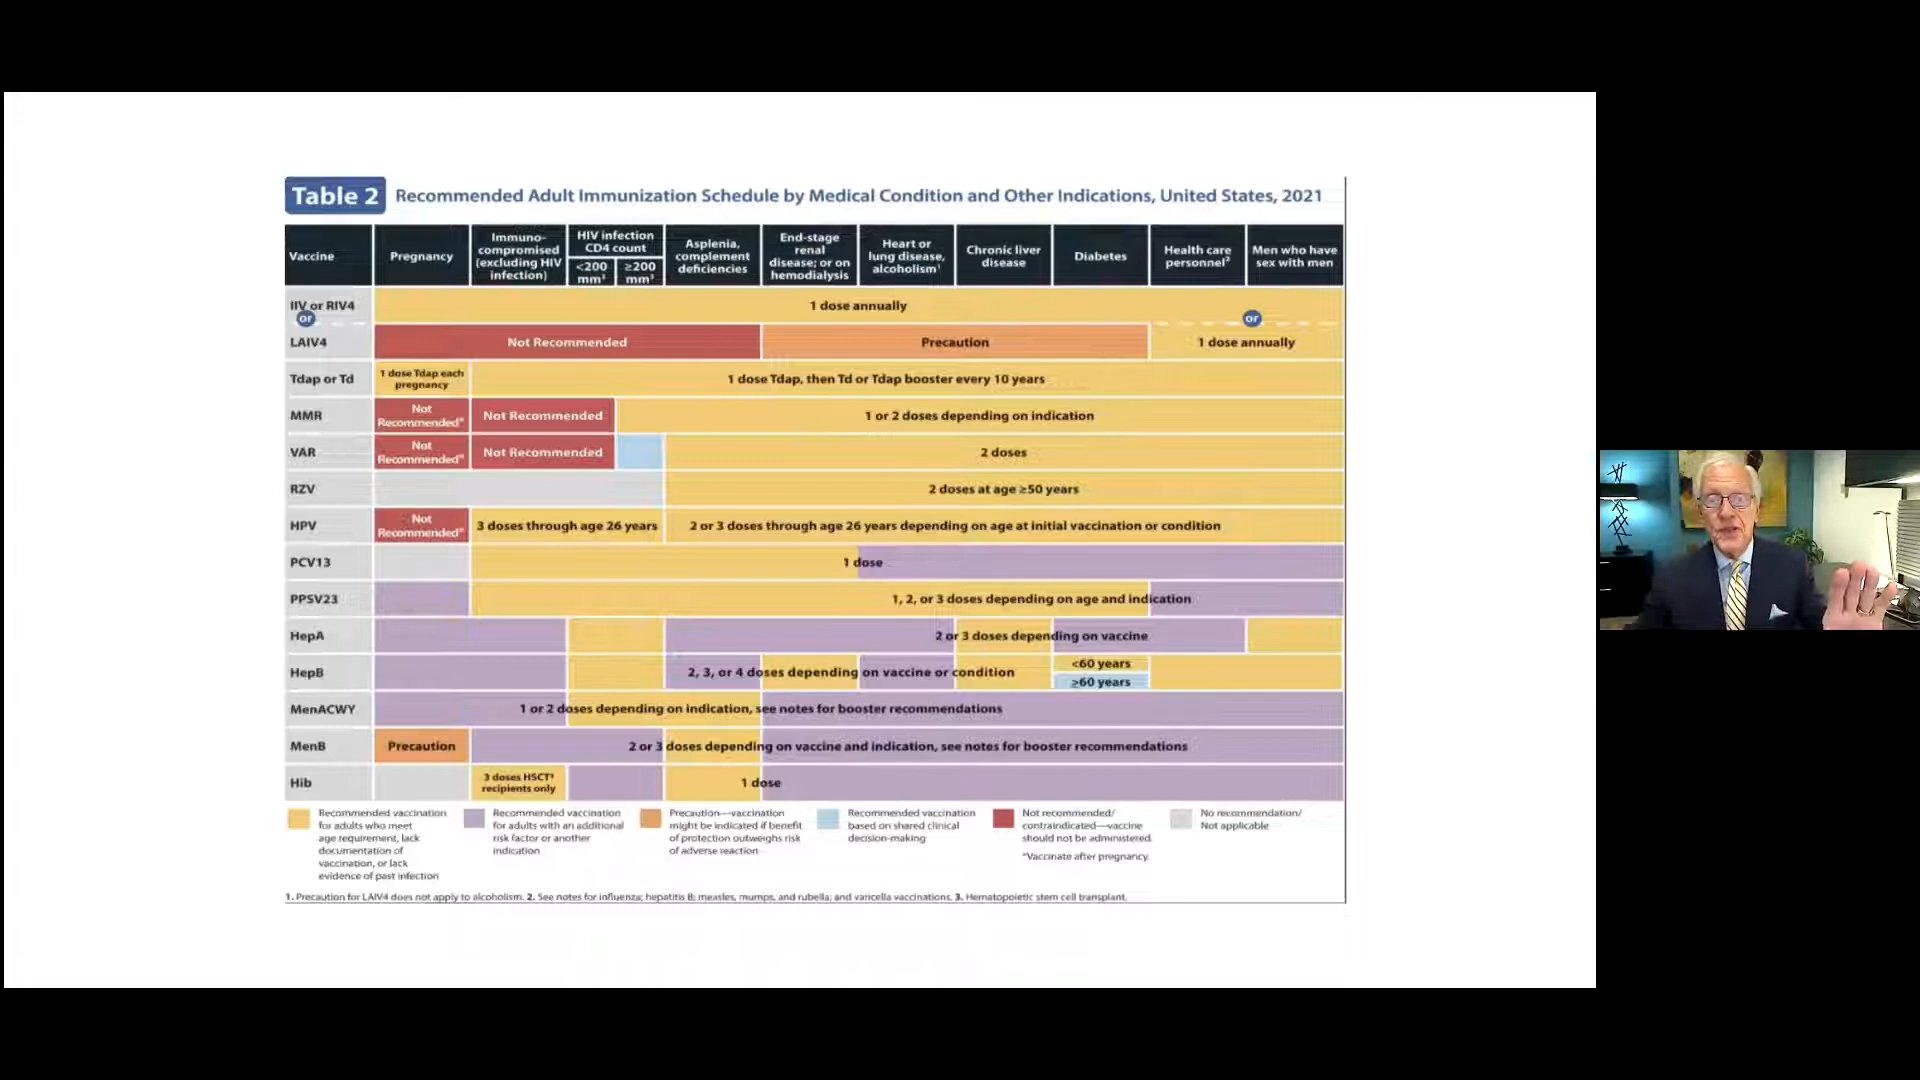 Table 2 Recommended Adult Immunization Schedule by Medical Condition and Other Indications, United States, 2021
Vaccine
Pregnancy
Immuno-
compromised
(excluding HIV
infection)
HIV infection
CD4 count
<200
mm³
≥200
mm³
Asplenia,
complement
deficiencies
End-stage
renal
disease; or on
hemodialysis
Heart or
lung disease,
alcoholism¹
Chronic liver
disease
Diabetes
Health care
personnel²
Men who have
sex with men
IIV or RIV4
1 dose annually
or
or
LAIV4
Not Recommended
Precaution
1 dose annually
Tdap or Td
1 dose Tdap each
pregnancy
1 dose Tdap, then Td or Tdap booster every 10 years
MMR
Not
Recommended*
Not Recommended
1 or 2 doses depending on indication
VAR
Not
Recommended*
Not Recommended
2 doses
RZV
2 doses at age ≥50 years
HPV
Not
Recommended*
3 doses through age 26 years
2 or 3 doses through age 26 years depending on age at initial vaccination or condition
PCV13
1 dose
PPSV23
1, 2, or 3 doses depending on age and indication
HepA
2 or 3 doses depending on vaccine
HepB
2, 3, or 4 doses depending on vaccine or condition
<60 years
≥60 years
MenACWY
1 or 2 doses depending on indication, see notes for booster recommendations
MenB
Precaution
2 or 3 doses depending on vaccine and indication, see notes for booster recommendations
Hib
3 doses HSCT³
recipients only
1 dose
Recommended vaccination
for adults who meet
age requirement, lack
documentation of
vaccination, or lack
evidence of past infection
Recommended vaccination
for adults with an additional
risk factor or another
indication
Precaution—vaccination
might be indicated if benefit
of protection outweighs risk
of adverse reaction
Recommended vaccination
based on shared clinical
decision-making
Not recommended/
contraindicated—vaccine
should not be administered.
*Vaccinate after pregnancy.
No recommendation/
Not applicable
1. Precaution for LAIV4 does not apply to alcoholism. 2. See notes for influenza; hepatitis B; measles, mumps, and rubella; and varicella vaccinations. 3. Hematopoietic stem cell transplant.